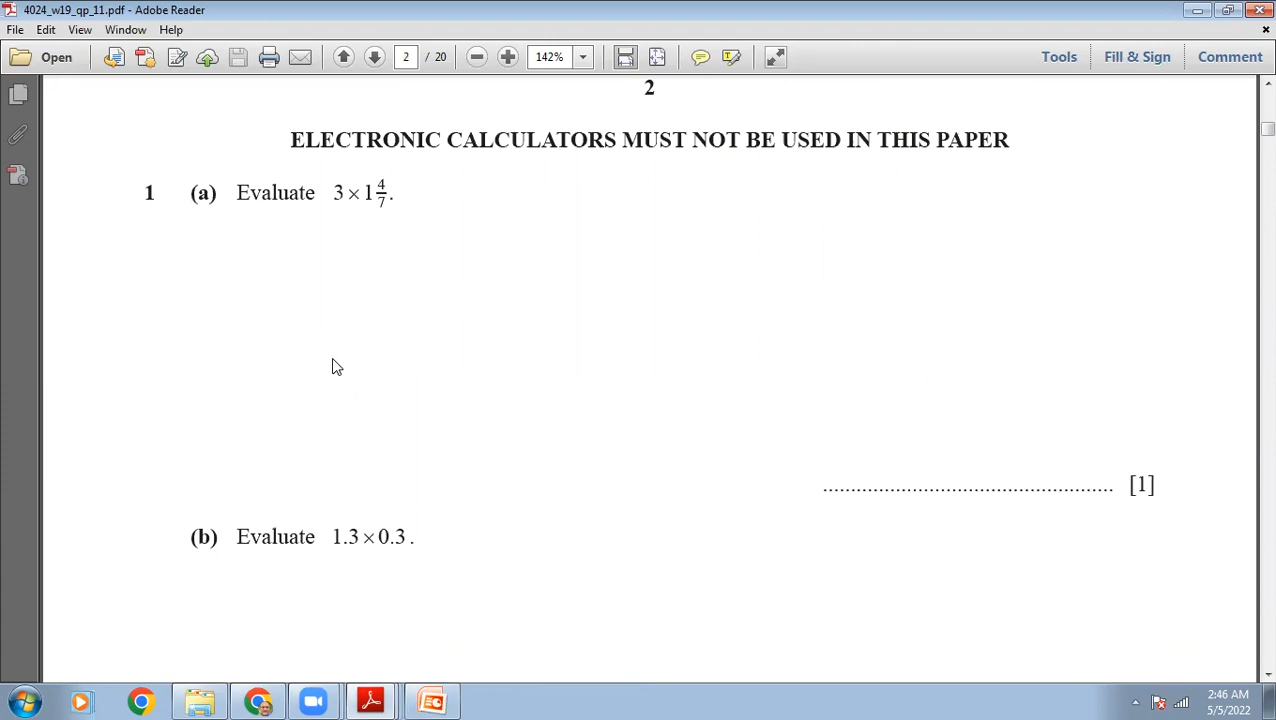 4024_w19_qp_11.pdf - Adobe Reader
File Edit View Window Help
Open 2 / 20 142% Tools Fill & Sign Comment
2
ELECTRONIC CALCULATORS MUST NOT BE USED IN THIS PAPER
1 (a) Evaluate 3 × 1 4/7 .
.................................................... [1]
(b) Evaluate 1.3 × 0.3 .
2:46 AM
5/5/2022